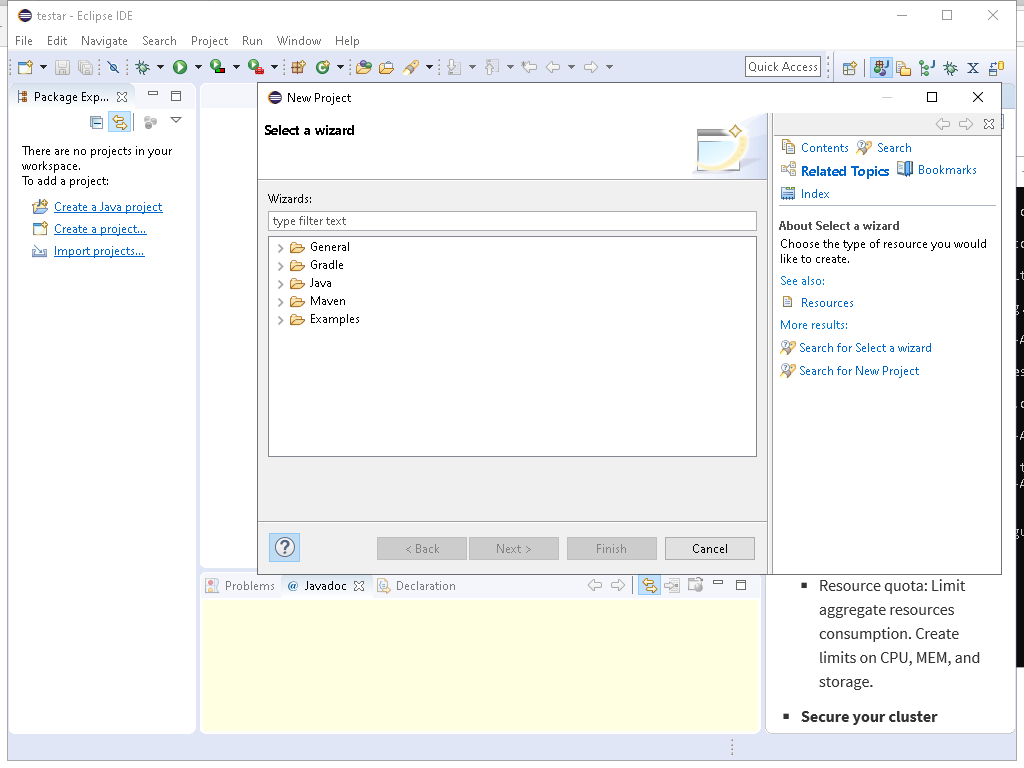 testar - Eclipse IDE
File Edit Navigate Search Project Run Window Help
Quick Access
Package Exp...
There are no projects in your
workspace.
To add a project:
Create a Java project
Create a project...
Import projects...
New Project
Select a wizard
Wizards:
type filter text
General
Gradle
Java
Maven
Examples
< Back Next > Finish Cancel
Contents Search
Related Topics Bookmarks
Index
About Select a wizard
Choose the type of resource you would
like to create.
See also:
Resources
More results:
Search for Select a wizard
Search for New Project
Problems @ Javadoc Declaration
▪ Resource quota: Limit
aggregate resources
consumption. Create
limits on CPU, MEM, and
storage.
▪ Secure your cluster